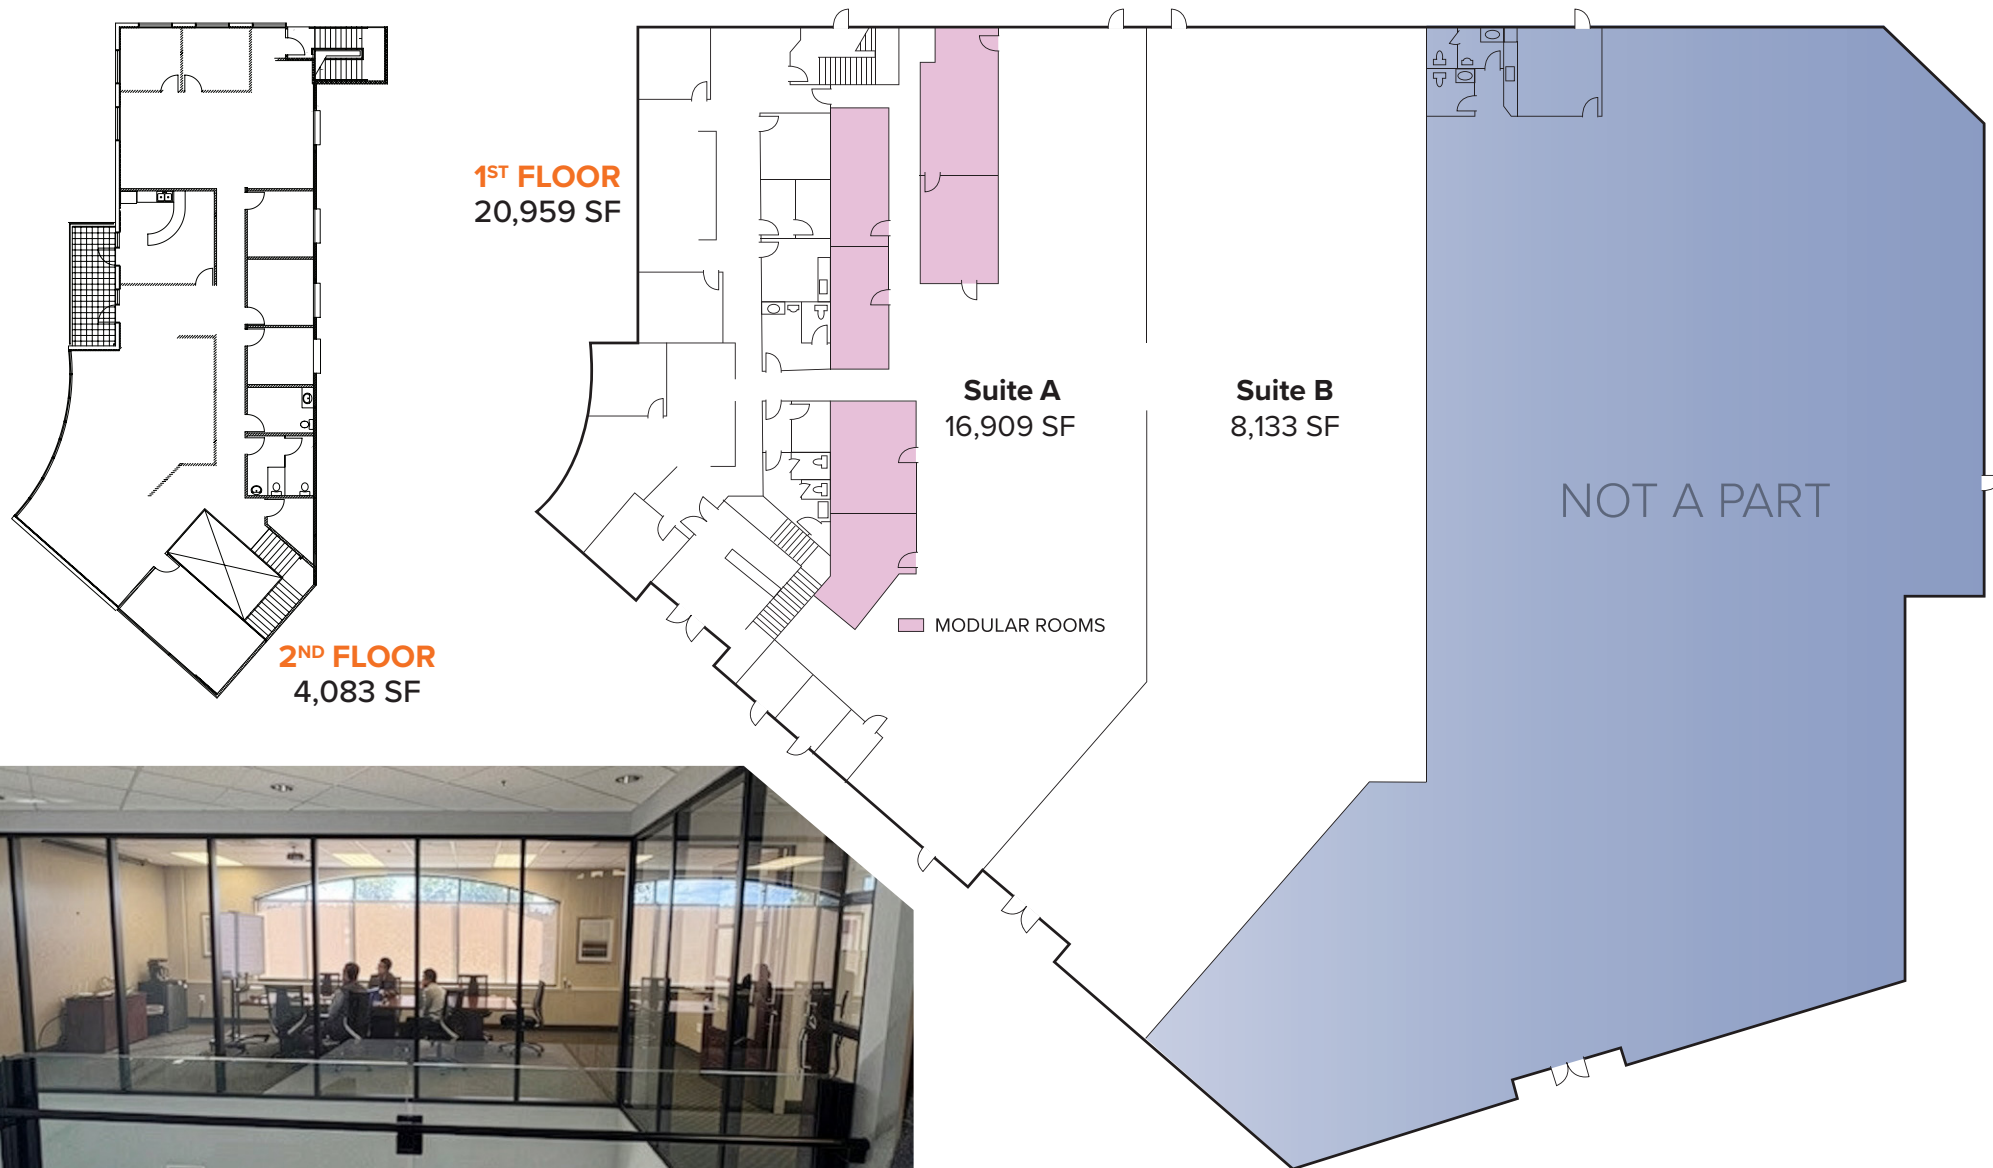 1ST FLOOR
20,959 SF
Suite A
16,909 SF
Suite B
8,133 SF
NOT A PART
MODULAR ROOMS
2ND FLOOR
4,083 SF